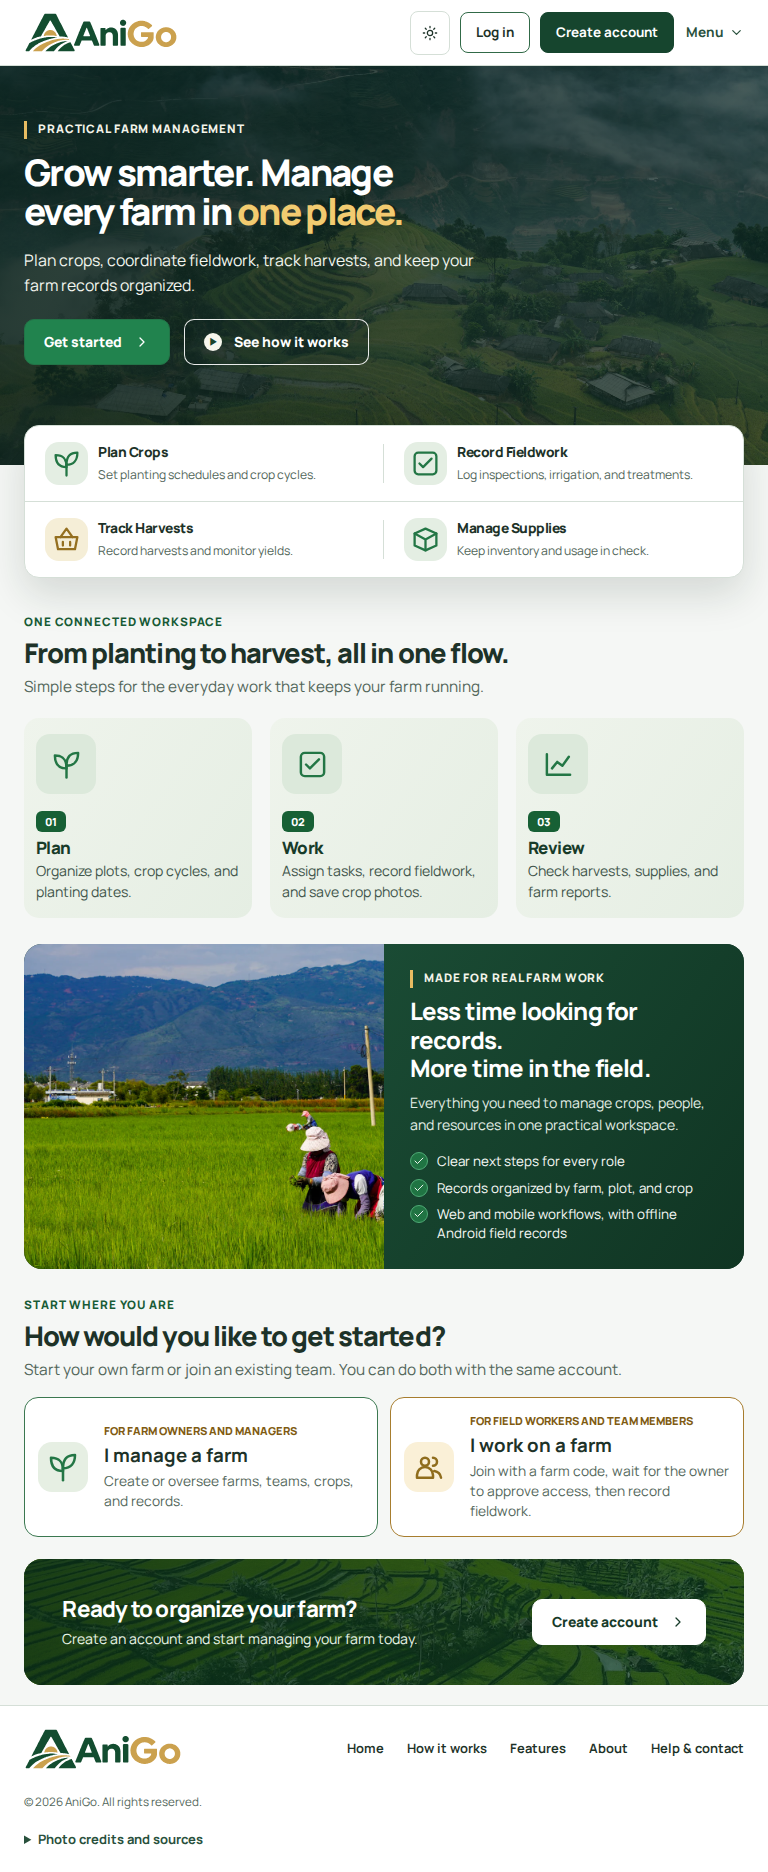 AniGo
Log in
Create account
Menu
PRACTICAL FARM MANAGEMENT
Grow smarter. Manage
every farm in one place.
Plan crops, coordinate fieldwork, track harvests, and keep your
farm records organized.
Get started
See how it works
Plan Crops
Set planting schedules and crop cycles.
Record Fieldwork
Log inspections, irrigation, and treatments.
Track Harvests
Record harvests and monitor yields.
Manage Supplies
Keep inventory and usage in check.
ONE CONNECTED WORKSPACE
From planting to harvest, all in one flow.
Simple steps for the everyday work that keeps your farm running.
01
Plan
Organize plots, crop cycles, and
planting dates.
02
Work
Assign tasks, record fieldwork,
and save crop photos.
03
Review
Check harvests, supplies, and
farm reports.
MADE FOR REAL FARM WORK
Less time looking for
records.
More time in the field.
Everything you need to manage crops, people,
and resources in one practical workspace.
Clear next steps for every role
Records organized by farm, plot, and crop
Web and mobile workflows, with offline
Android field records
START WHERE YOU ARE
How would you like to get started?
Start your own farm or join an existing team. You can do both with the same account.
FOR FARM OWNERS AND MANAGERS
I manage a farm
Create or oversee farms, teams, crops,
and records.
FOR FIELD WORKERS AND TEAM MEMBERS
I work on a farm
Join with a farm code, wait for the owner
to approve access, then record
fieldwork.
Ready to organize your farm?
Create an account and start managing your farm today.
Create account
AniGo
Home
How it works
Features
About
Help & contact
© 2026 AniGo. All rights reserved.
Photo credits and sources